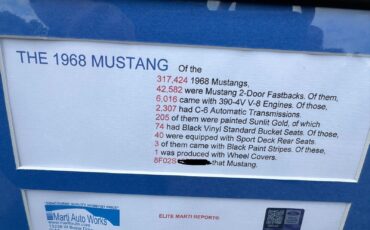 THE 1968 MUSTANG Of the
317,424 1968 Mustangs,
42,582 were Mustang 2-Door Fastbacks. Of them,
6,016 came with 390-4V V-8 Engines. Of those,
2,307 had C-6 Automatic Transmissions.
205 of them were painted Sunlit Gold, of which
74 had Black Vinyl Standard Bucket Seats. Of those,
40 were equipped with Sport Deck Rear Seats.
3 of them came with Black Paint Stripes. Of these,
1 was produced with Wheel Covers.
8F02S that Mustang.
Marti Auto Works
ELITE MARTI REPORT